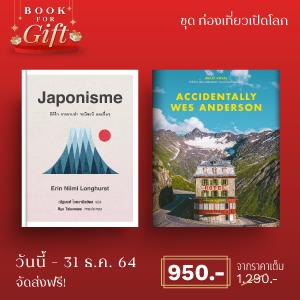 BOOK
FOR
Gift
ชุด ท่องเที่ยวเปิดโลก
Japonisme
Erin Niimi Longhurst
WALLY KOVAL
ACCIDENTALLY
WES ANDERSON
วันนี้ - 31 ธ.ค. 64
จัดส่งฟรี!
950.-
จากราคาเต็ม
1,290.-